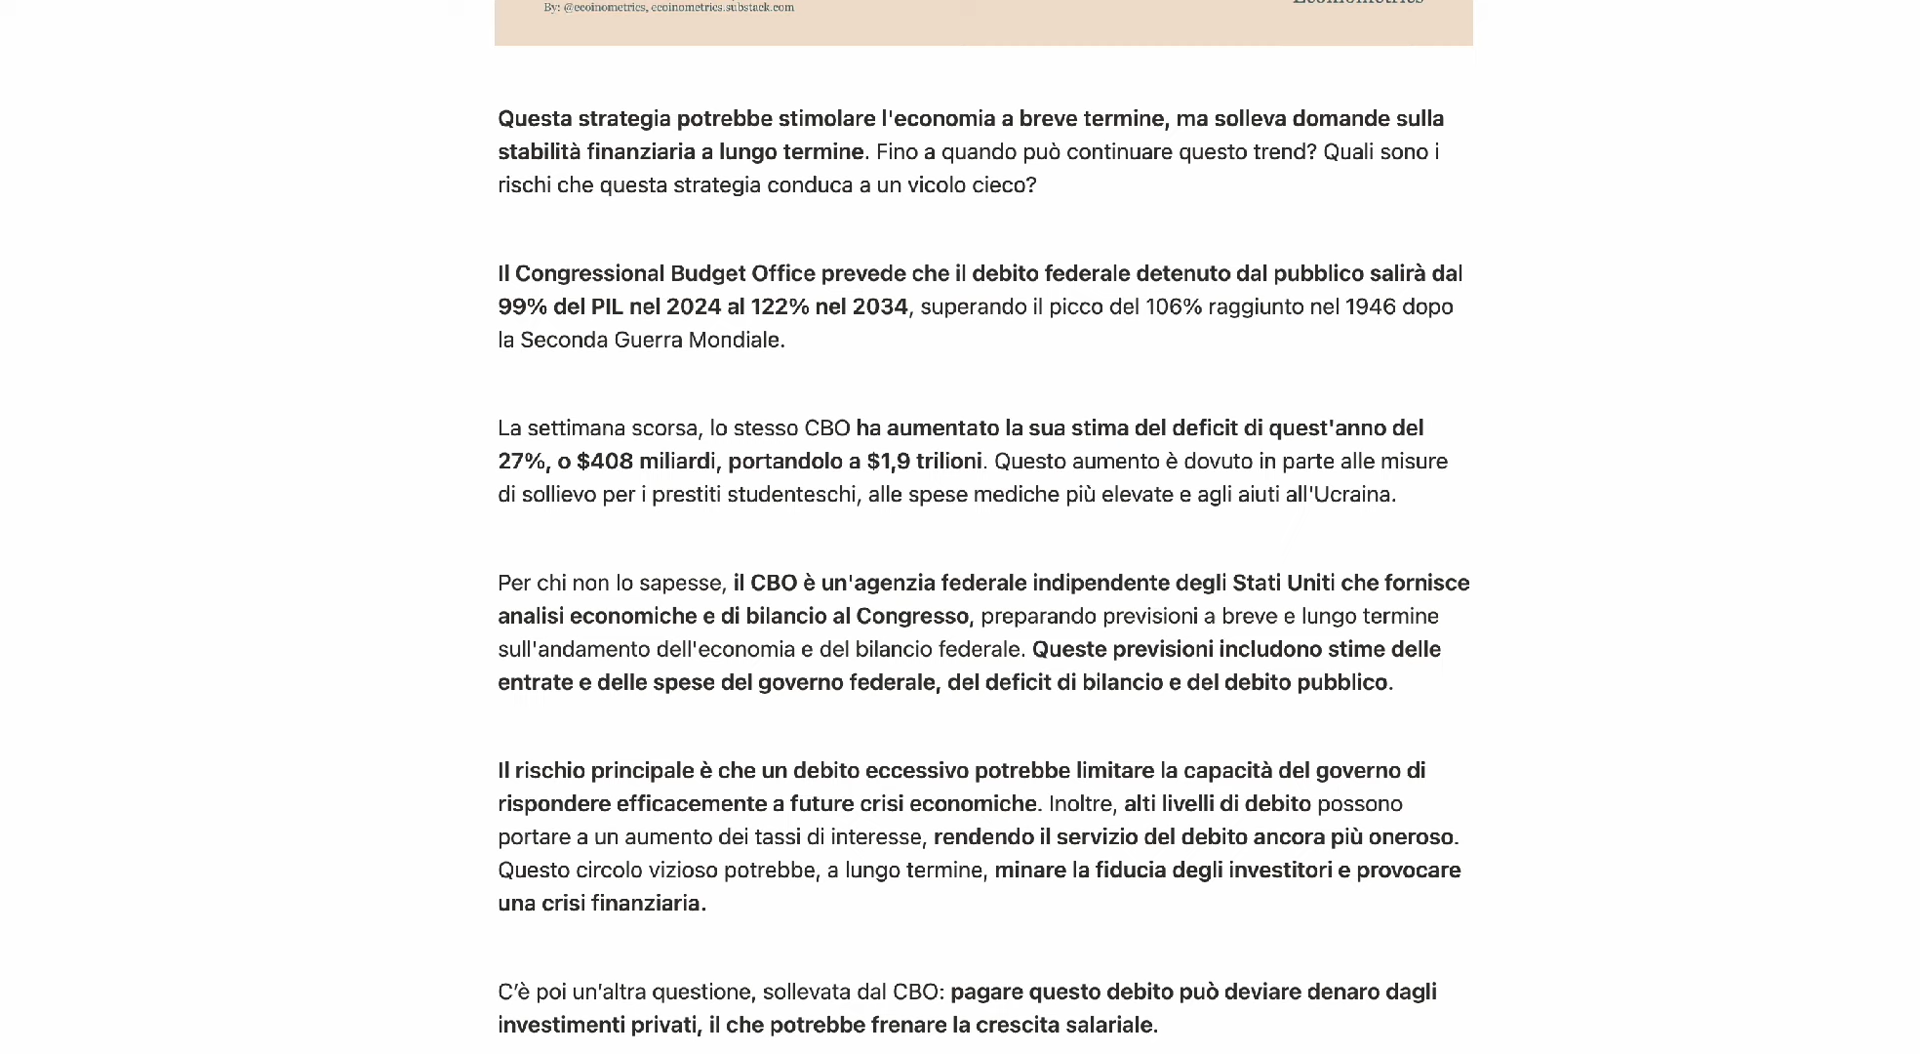 By: @ecoinometrics, ecoinometrics.substack.com
Ecoinometrics
Questa strategia potrebbe stimolare l'economia a breve termine, ma solleva domande sulla
stabilità finanziaria a lungo termine. Fino a quando può continuare questo trend? Quali sono i
rischi che questa strategia conduca a un vicolo cieco?
Il Congressional Budget Office prevede che il debito federale detenuto dal pubblico salirà dal
99% del PIL nel 2024 al 122% nel 2034, superando il picco del 106% raggiunto nel 1946 dopo
la Seconda Guerra Mondiale.
La settimana scorsa, lo stesso CBO ha aumentato la sua stima del deficit di quest'anno del
27%, o $408 miliardi, portandolo a $1,9 trilioni. Questo aumento è dovuto in parte alle misure
di sollievo per i prestiti studenteschi, alle spese mediche più elevate e agli aiuti all'Ucraina.
Per chi non lo sapesse, il CBO è un'agenzia federale indipendente degli Stati Uniti che fornisce
analisi economiche e di bilancio al Congresso, preparando previsioni a breve e lungo termine
sull'andamento dell'economia e del bilancio federale. Queste previsioni includono stime delle
entrate e delle spese del governo federale, del deficit di bilancio e del debito pubblico.
Il rischio principale è che un debito eccessivo potrebbe limitare la capacità del governo di
rispondere efficacemente a future crisi economiche. Inoltre, alti livelli di debito possono
portare a un aumento dei tassi di interesse, rendendo il servizio del debito ancora più oneroso.
Questo circolo vizioso potrebbe, a lungo termine, minare la fiducia degli investitori e provocare
una crisi finanziaria.
C'è poi un'altra questione, sollevata dal CBO: pagare questo debito può deviare denaro dagli
investimenti privati, il che potrebbe frenare la crescita salariale.